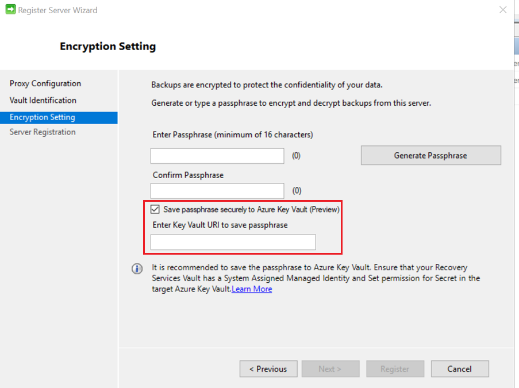 Register Server Wizard
Encryption Setting
Proxy Configuration
Vault Identification
Encryption Setting
Server Registration
Backups are encrypted to protect the confidentiality of your data.
Generate or type a passphrase to encrypt and decrypt backups from this server.
Enter Passphrase (minimum of 16 characters)
(0)
Generate Passphrase
Confirm Passphrase
(0)
Save passphrase securely to Azure Key Vault (Preview)
Enter Key Vault URI to save passphrase
It is recommended to save the passphrase to Azure Key Vault. Ensure that your Recovery
Services Vault has a System Assigned Managed Identity and Set permission for Secret in the
target Azure Key Vault.Learn More
< Previous
Next >
Register
Cancel